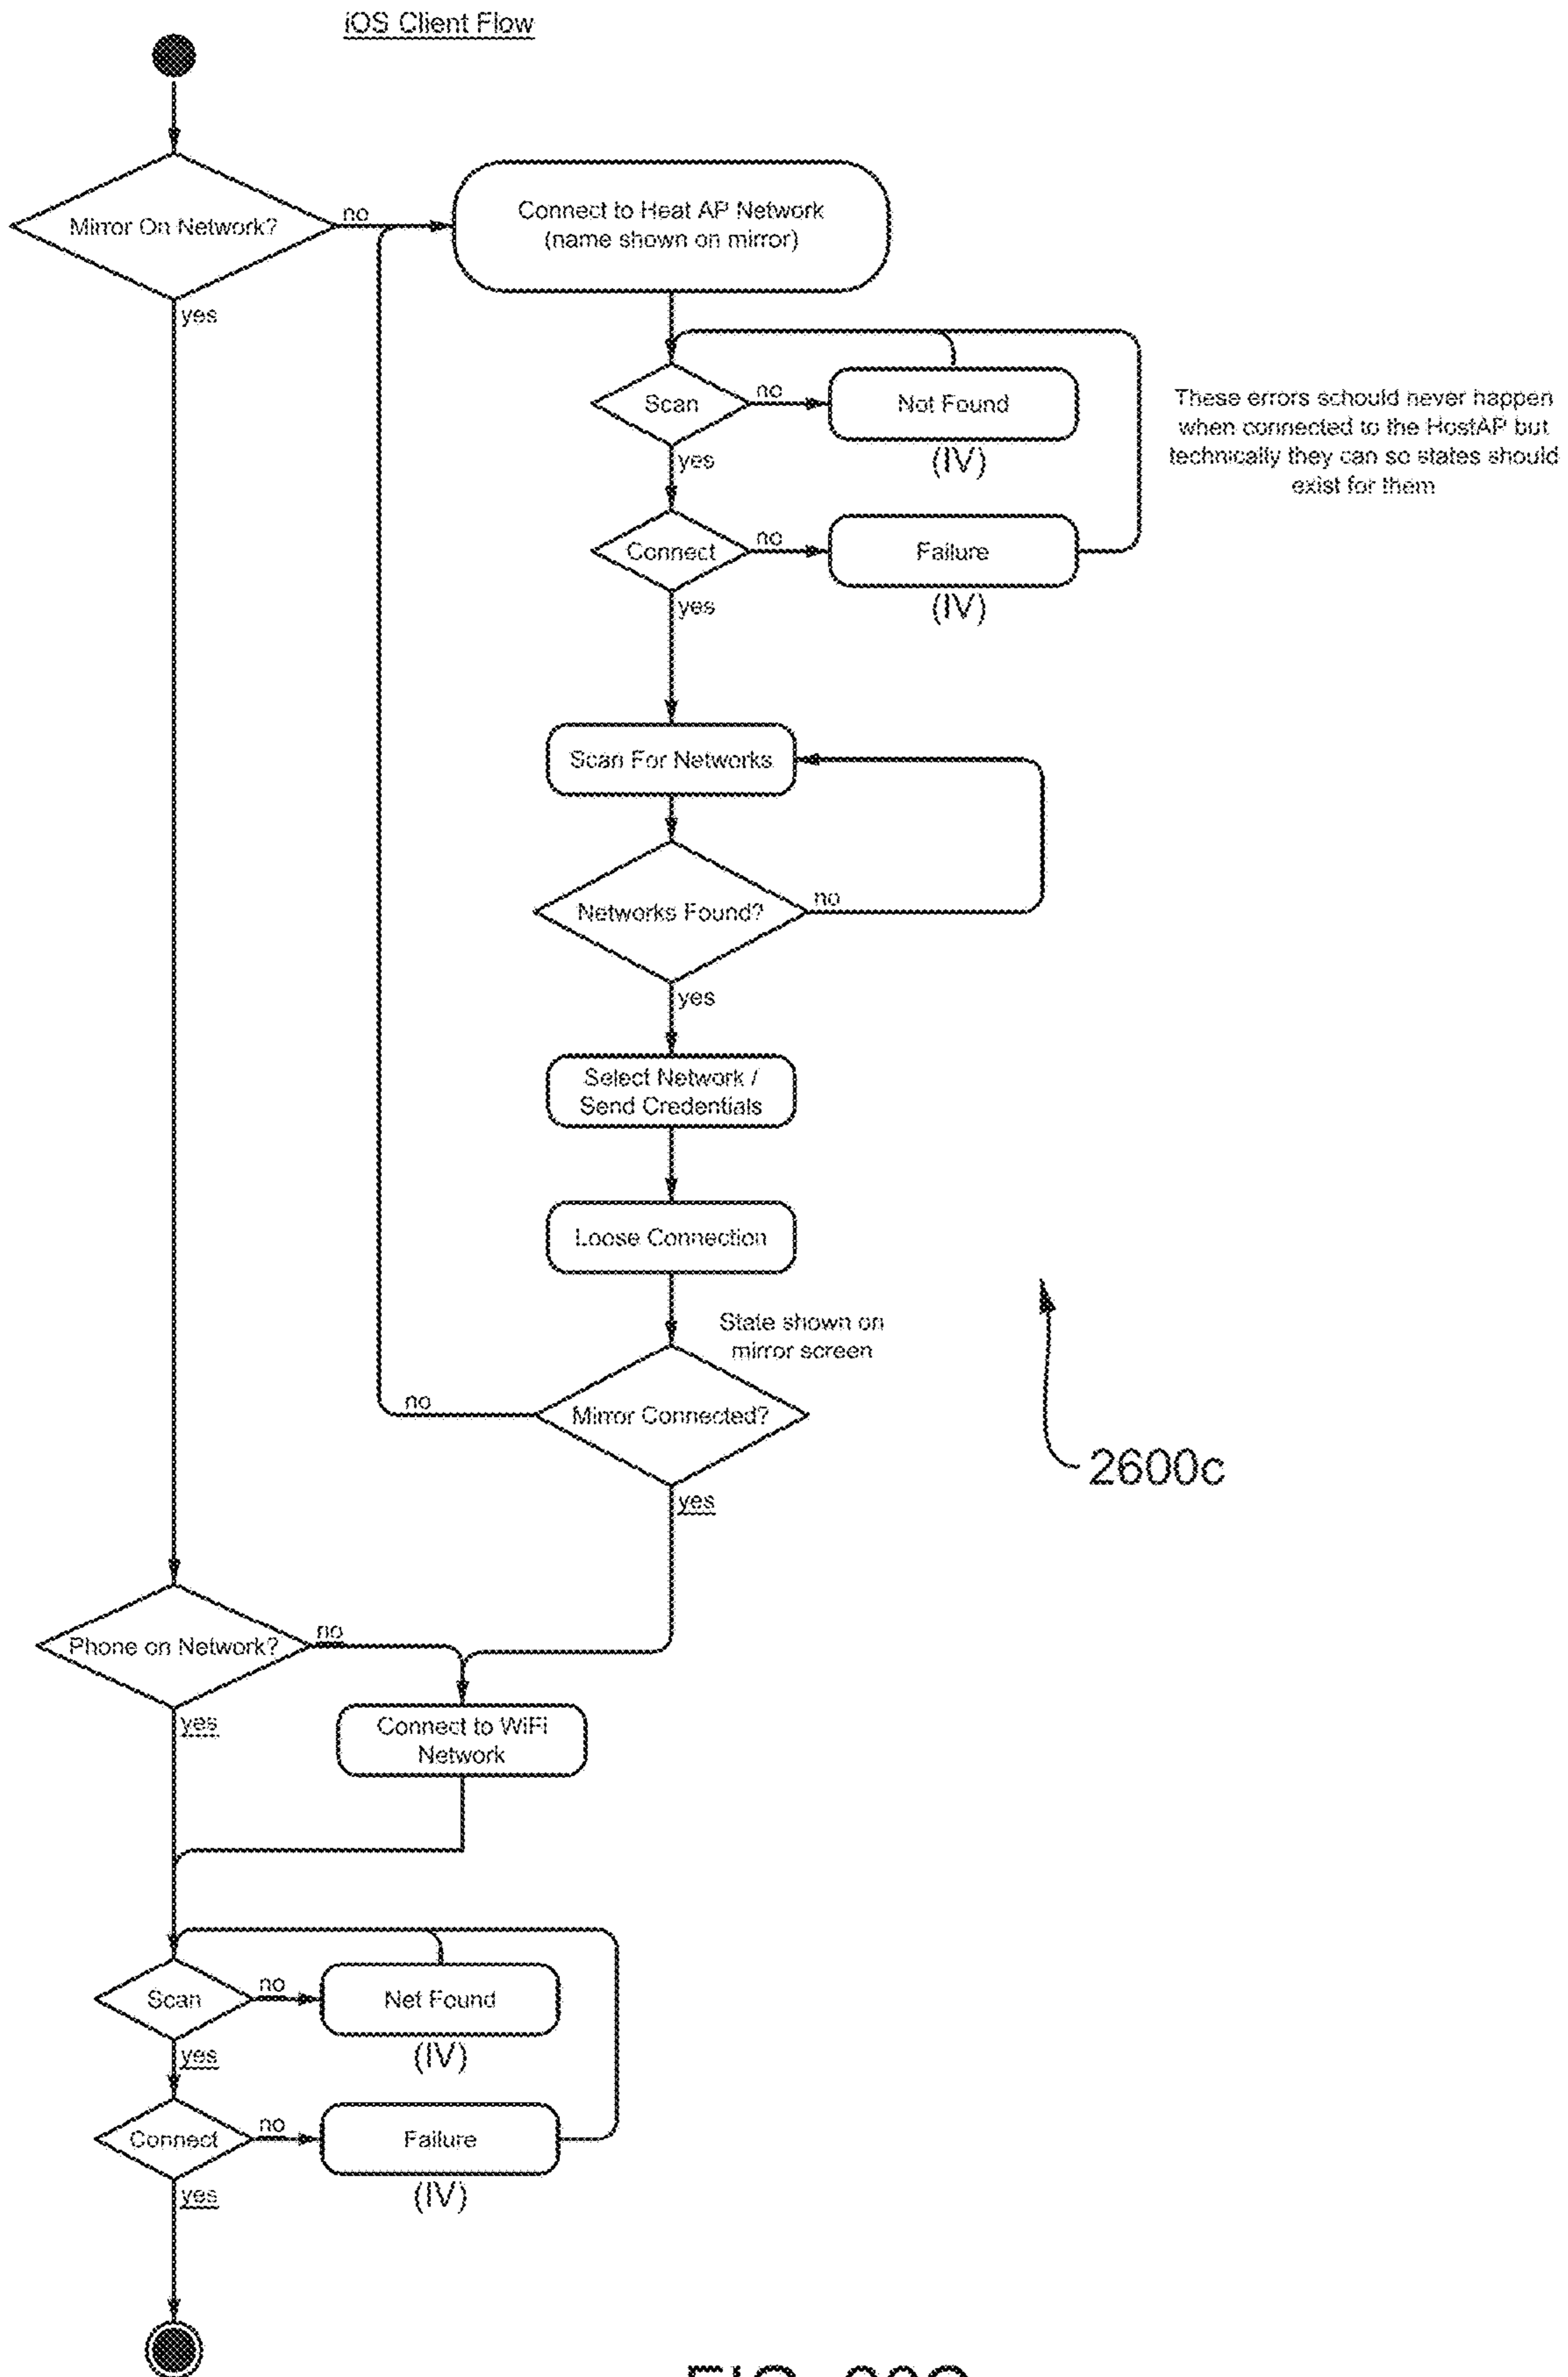 iOS Client Flow
Mirror On Network?
no
Connect to Heat AP Network
(name shown on mirror)
yes
Scan
no
Not Found
(IV)
These errors schould never happen
when connected to the HostAP but
technically they can so states should
exist for them
yes
Connect
no
Failure
(IV)
yes
Scan For Networks
Networks Found?
no
yes
Select Network /
Send Credentials
Loose Connection
State shown on
mirror screen
no
Mirror Connected?
2600c
yes
Phone on Network?
no
yes
Connect to WiFi
Network
Scan
no
Net Found
(IV)
yes
Connect
no
Failure
(IV)
yes